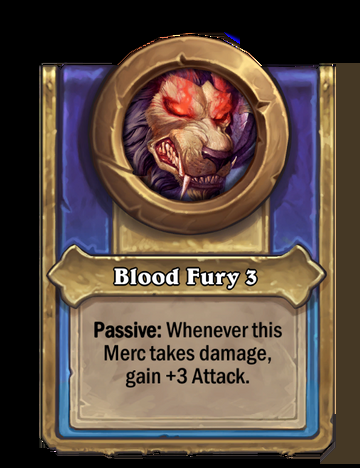 Blood Fury 3
Passive: Whenever this
Merc takes damage,
gain +3 Attack.